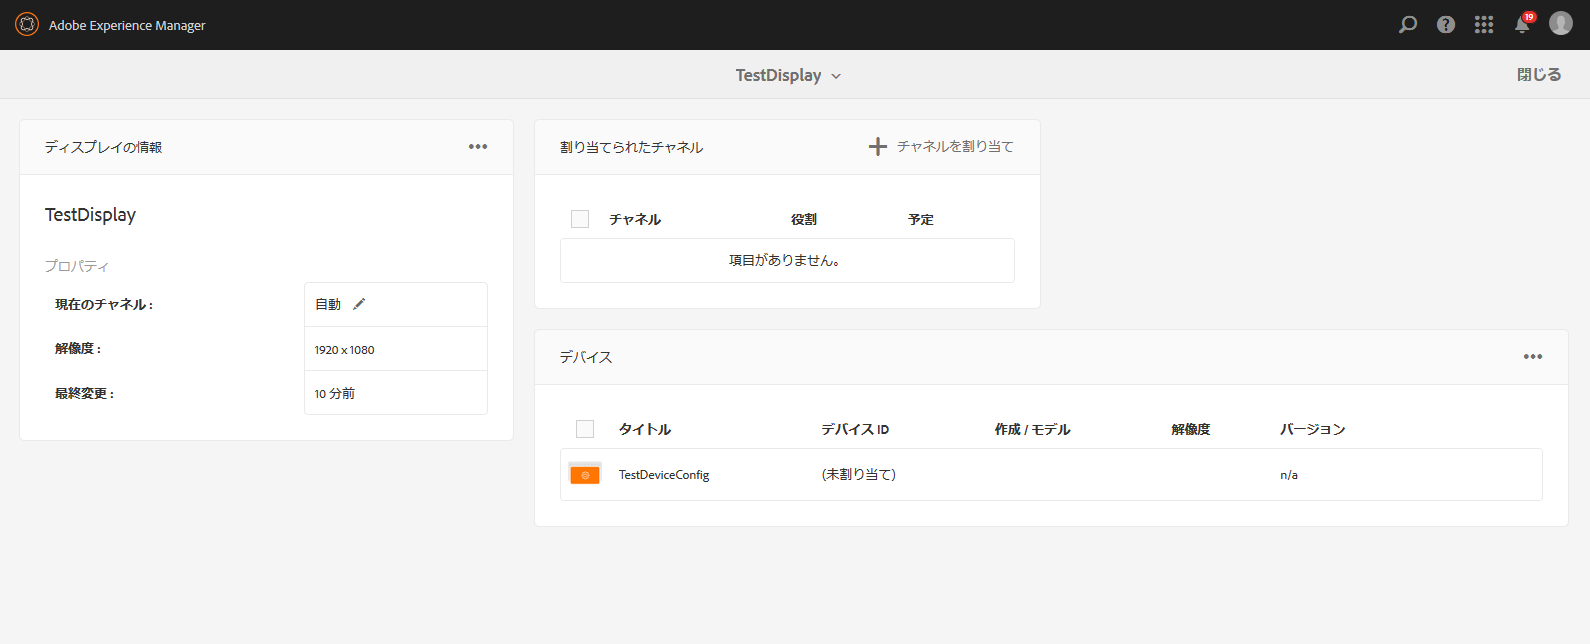 Adobe Experience Manager
19
TestDisplay
閉じる
ディスプレイの情報
TestDisplay
プロパティ
現在のチャネル :
自動
解像度 :
1920 x 1080
最終変更 :
10 分前
割り当てられたチャネル
チャネルを割り当て
チャネル 役割 予定
項目がありません。
デバイス
タイトル デバイス ID 作成 / モデル 解像度 バージョン
TestDeviceConfig (未割り当て) n/a